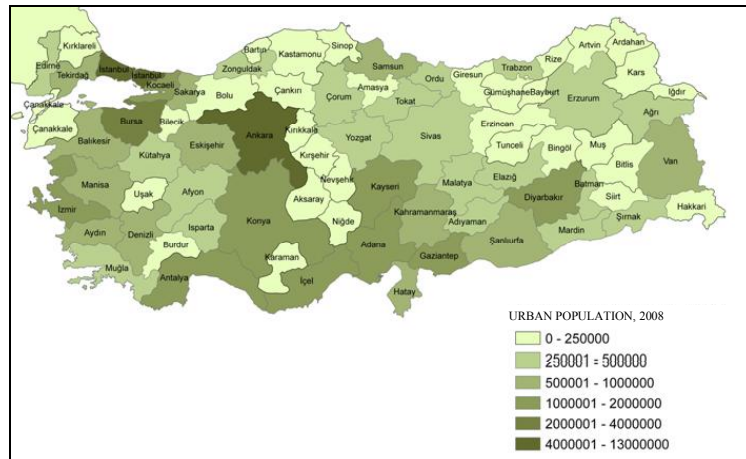 Kırklareli
Edirne
Tekirdağ
İstanbul
İstanbul
Kocaeli
Sakarya
Zonguldak
Bartın
Kastamonu
Sinop
Samsun
Ordu
Giresun
Trabzon
Rize
Artvin
Ardahan
Kars
Iğdır
Çanakkale
Çanakkale
Bursa
Bilecik
Bolu
Çankırı
Çorum
Amasya
Tokat
Gümüşhane
Bayburt
Erzurum
Ağrı
Balıkesir
Kütahya
Eskişehir
Ankara
Kırıkkale
Kırşehir
Yozgat
Sivas
Erzincan
Tunceli
Bingöl
Muş
Bitlis
Van
Manisa
Uşak
Afyon
Nevşehir
Aksaray
Kayseri
Malatya
Elazığ
Diyarbakır
Batman
Siirt
Hakkari
Şırnak
İzmir
Aydın
Denizli
Isparta
Burdur
Konya
Niğde
Kahramanmaraş
Adıyaman
Mardin
Şanlıurfa
Muğla
Antalya
Karaman
İçel
Adana
Gaziantep
Hatay
URBAN POPULATION, 2008
0 - 250000
250001 = 500000
500001 - 1000000
1000001 - 2000000
2000001 - 4000000
4000001 - 13000000